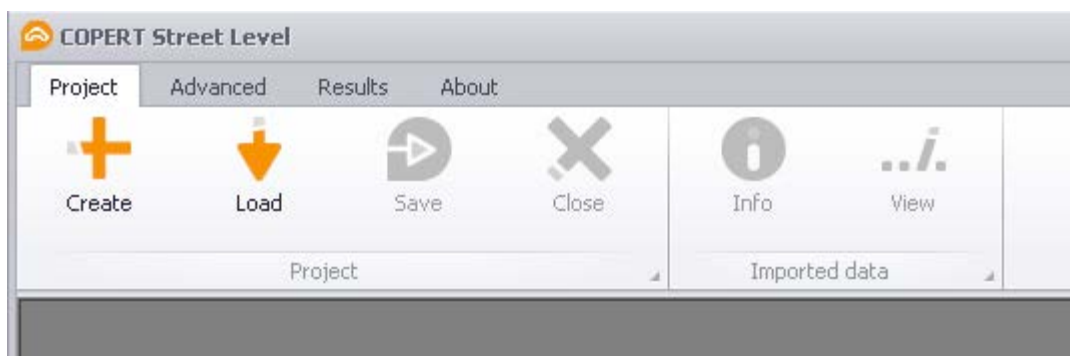 COPERT Street Level
Project Advanced Results About
Create Load Save Close Info View
Project Imported data